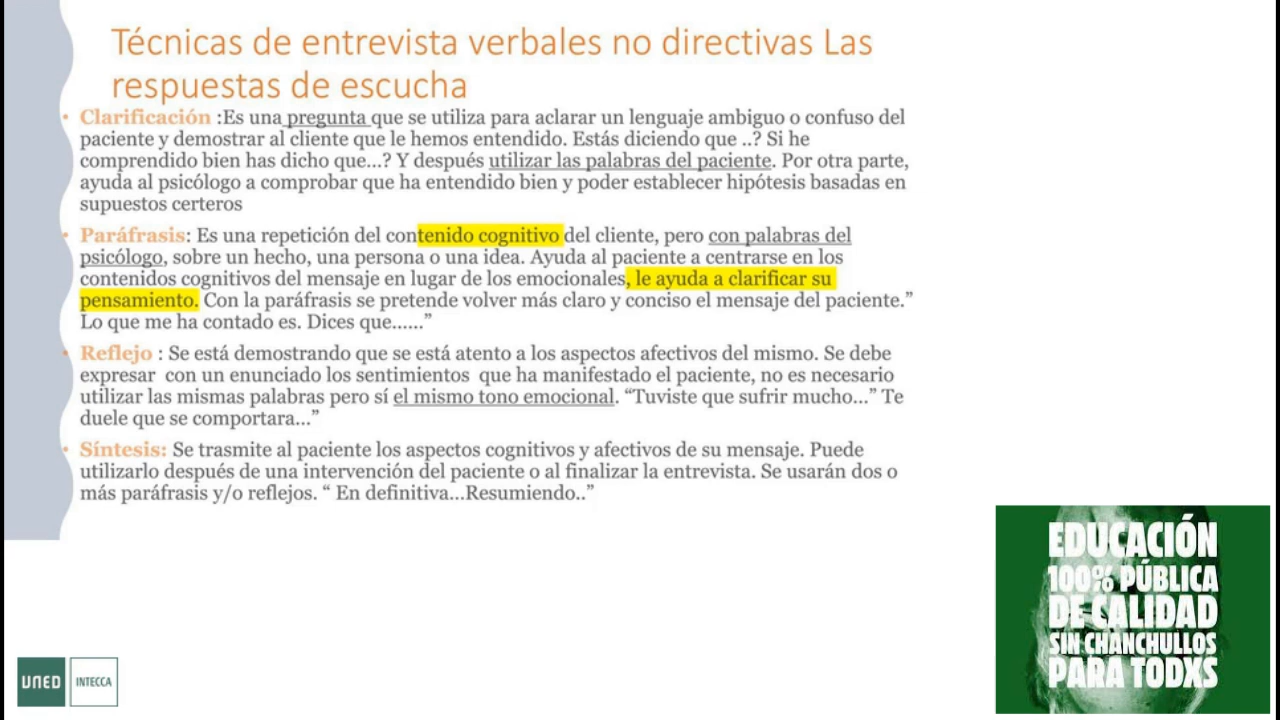 Técnicas de entrevista verbales no directivas Las
respuestas de escucha
• Clarificación :Es una pregunta que se utiliza para aclarar un lenguaje ambiguo o confuso del
paciente y demostrar al cliente que le hemos entendido. Estás diciendo que ..? Si he
comprendido bien has dicho que...? Y después utilizar las palabras del paciente. Por otra parte,
ayuda al psicólogo a comprobar que ha entendido bien y poder establecer hipótesis basadas en
supuestos certeros
• Paráfrasis: Es una repetición del contenido cognitivo del cliente, pero con palabras del
psicólogo, sobre un hecho, una persona o una idea. Ayuda al paciente a centrarse en los
contenidos cognitivos del mensaje en lugar de los emocionales, le ayuda a clarificar su
pensamiento. Con la paráfrasis se pretende volver más claro y conciso el mensaje del paciente.”
Lo que me ha contado es. Dices que......”
• Reflejo : Se está demostrando que se está atento a los aspectos afectivos del mismo. Se debe
expresar con un enunciado los sentimientos que ha manifestado el paciente, no es necesario
utilizar las mismas palabras pero sí el mismo tono emocional. “Tuviste que sufrir mucho...” Te
duele que se comportara...”
• Síntesis: Se trasmite al paciente los aspectos cognitivos y afectivos de su mensaje. Puede
utilizarlo después de una intervención del paciente o al finalizar la entrevista. Se usarán dos o
más paráfrasis y/o reflejos. “ En definitiva...Resumiendo..”
EDUCACIÓN
100% PÚBLICA
DE CALIDAD
SIN CHANCHULLOS
PARA TODXS
UNED INTECCA